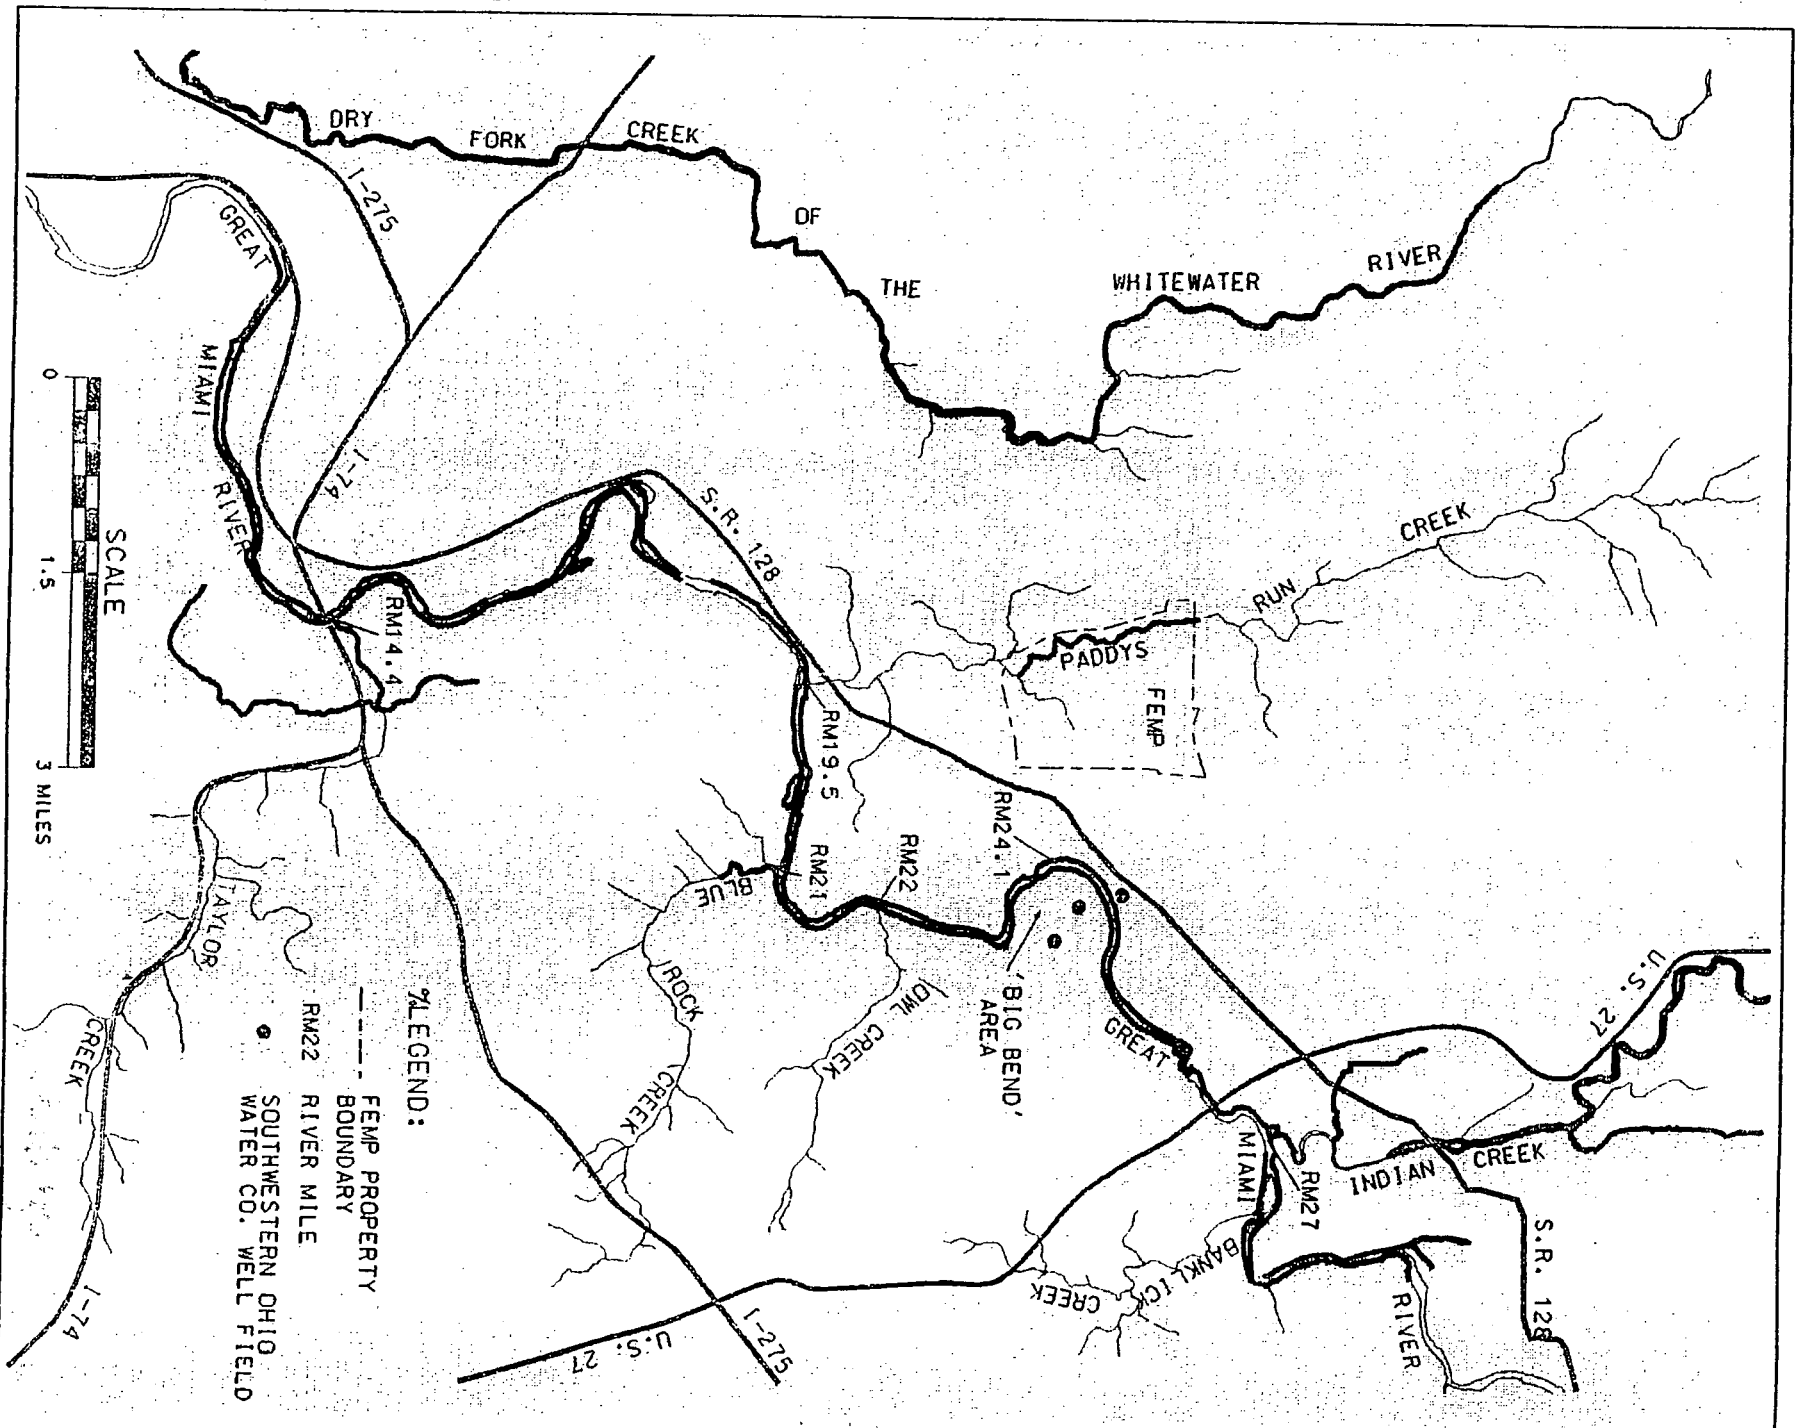 DRY
FORK
CREEK
OF
THE
WHITEWATER
RIVER
I-275
GREAT
MIAMI
RIVER
I-74
S.R. 128
CREEK
RUN
PADDYS
FEMP
RM14.4
RM19.5
RM24.1
RM21
RM22
BLUE
ROCK
CREEK
OWL CREEK
'BIG BEND'
AREA
GREAT
MIAMI
RIVER
RM27
INDIAN
CREEK
U.S. 27
S.R. 128
BANKLICK
CREEK
TAYLOR
CREEK
I-74
U.S. 27
I-275
SCALE
0
1.5
3 MILES
%LEGEND:
FEMP PROPERTY
BOUNDARY
RM22 RIVER MILE
SOUTHWESTERN OHIO
WATER CO. WELL FIELD